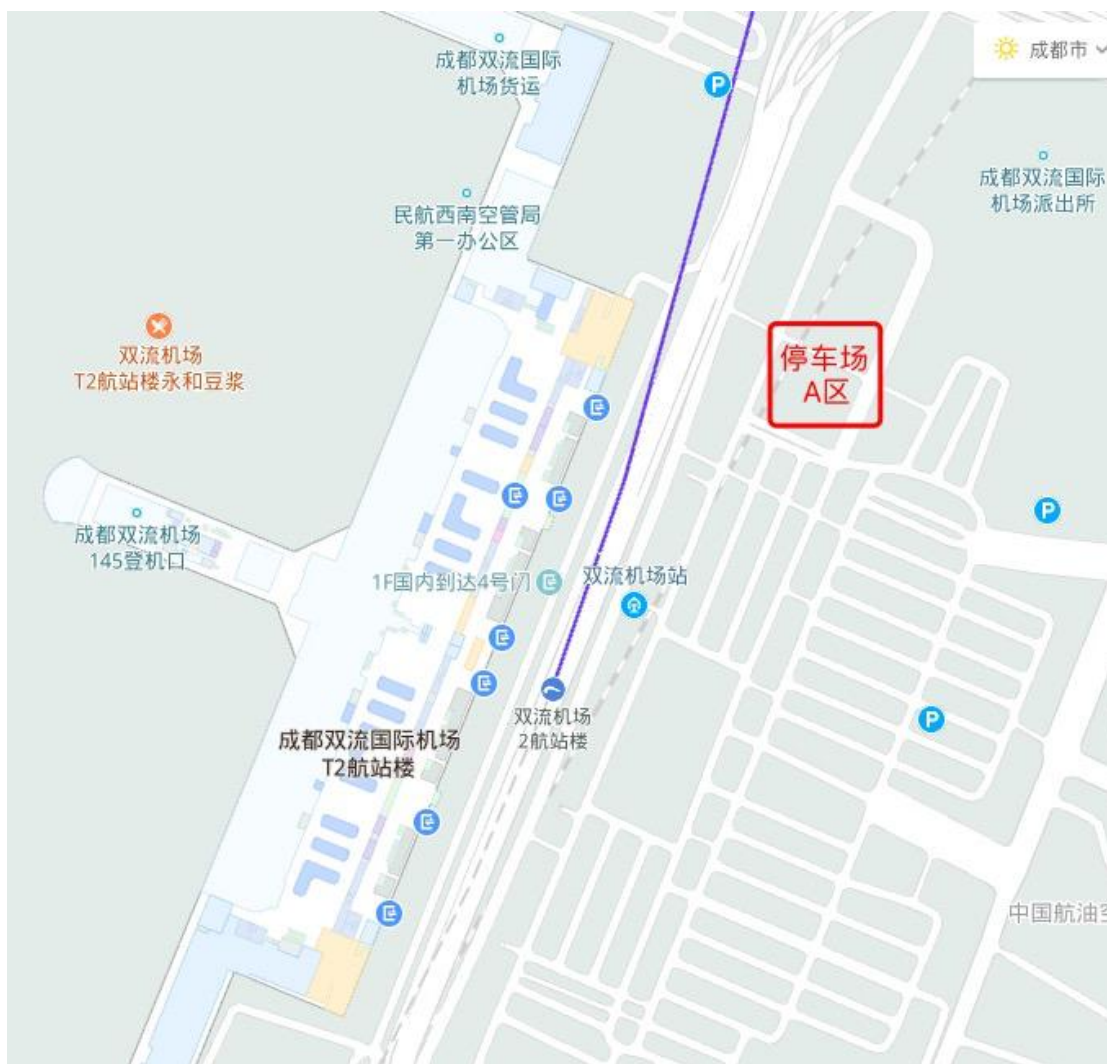 成都双流国际
机场货运
成都市
P
成都双流国际
机场派出所
民航西南空管局
第一办公区
双流机场
T2航站楼永和豆浆
停车场
A区
成都双流机场
145登机口
P
1F国内到达4号门
双流机场站
双流机场
2航站楼
P
成都双流国际机场
T2航站楼
中国航油空